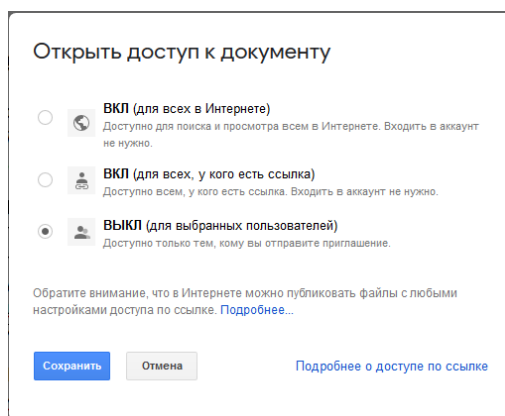 Открыть доступ к документу
ВКЛ (для всех в Интернете)
Доступно для поиска и просмотра всем в Интернете. Входить в аккаунт
не нужно.
ВКЛ (для всех, у кого есть ссылка)
Доступно всем, у кого есть ссылка. Входить в аккаунт не нужно.
ВЫКЛ (для выбранных пользователей)
Доступно только тем, кому вы отправите приглашение.
Обратите внимание, что в Интернете можно публиковать файлы с любыми
настройками доступа по ссылке. Подробнее...
Сохранить Отмена Подробнее о доступе по ссылке